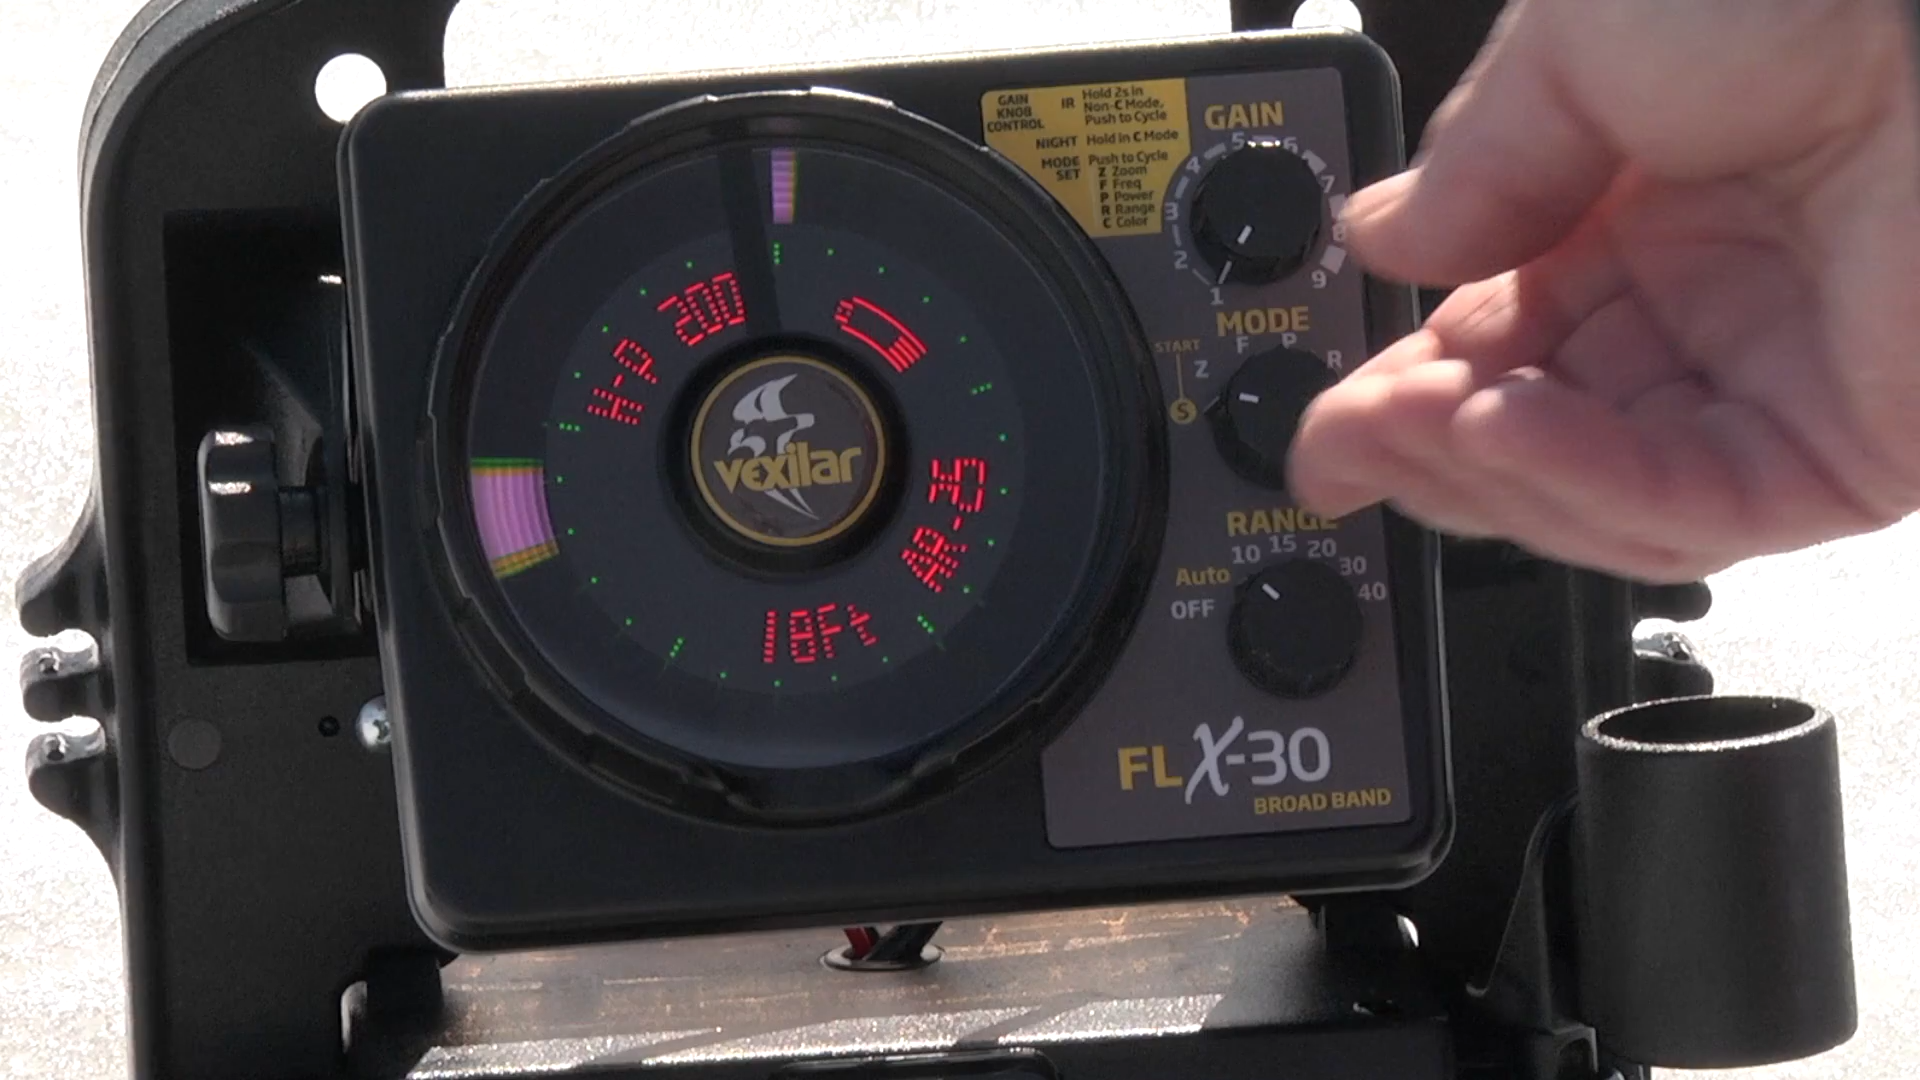 GAIN
KNOB
CONTROL
IR
Hold 2s in
Non-C Mode,
Push to Cycle
NIGHT Hold in C Mode
MODE
SET
Push to Cycle
Z Zoom
F Freq
P Power
R Range
C Color
GAIN
1 2 3 4 5 6 7 8 9
MODE
START
S Z F P R
RANGE
OFF Auto 10 15 20 30 40
H-P 200
AR-25
18Ft
vexilar
FLX-30
BROAD BAND